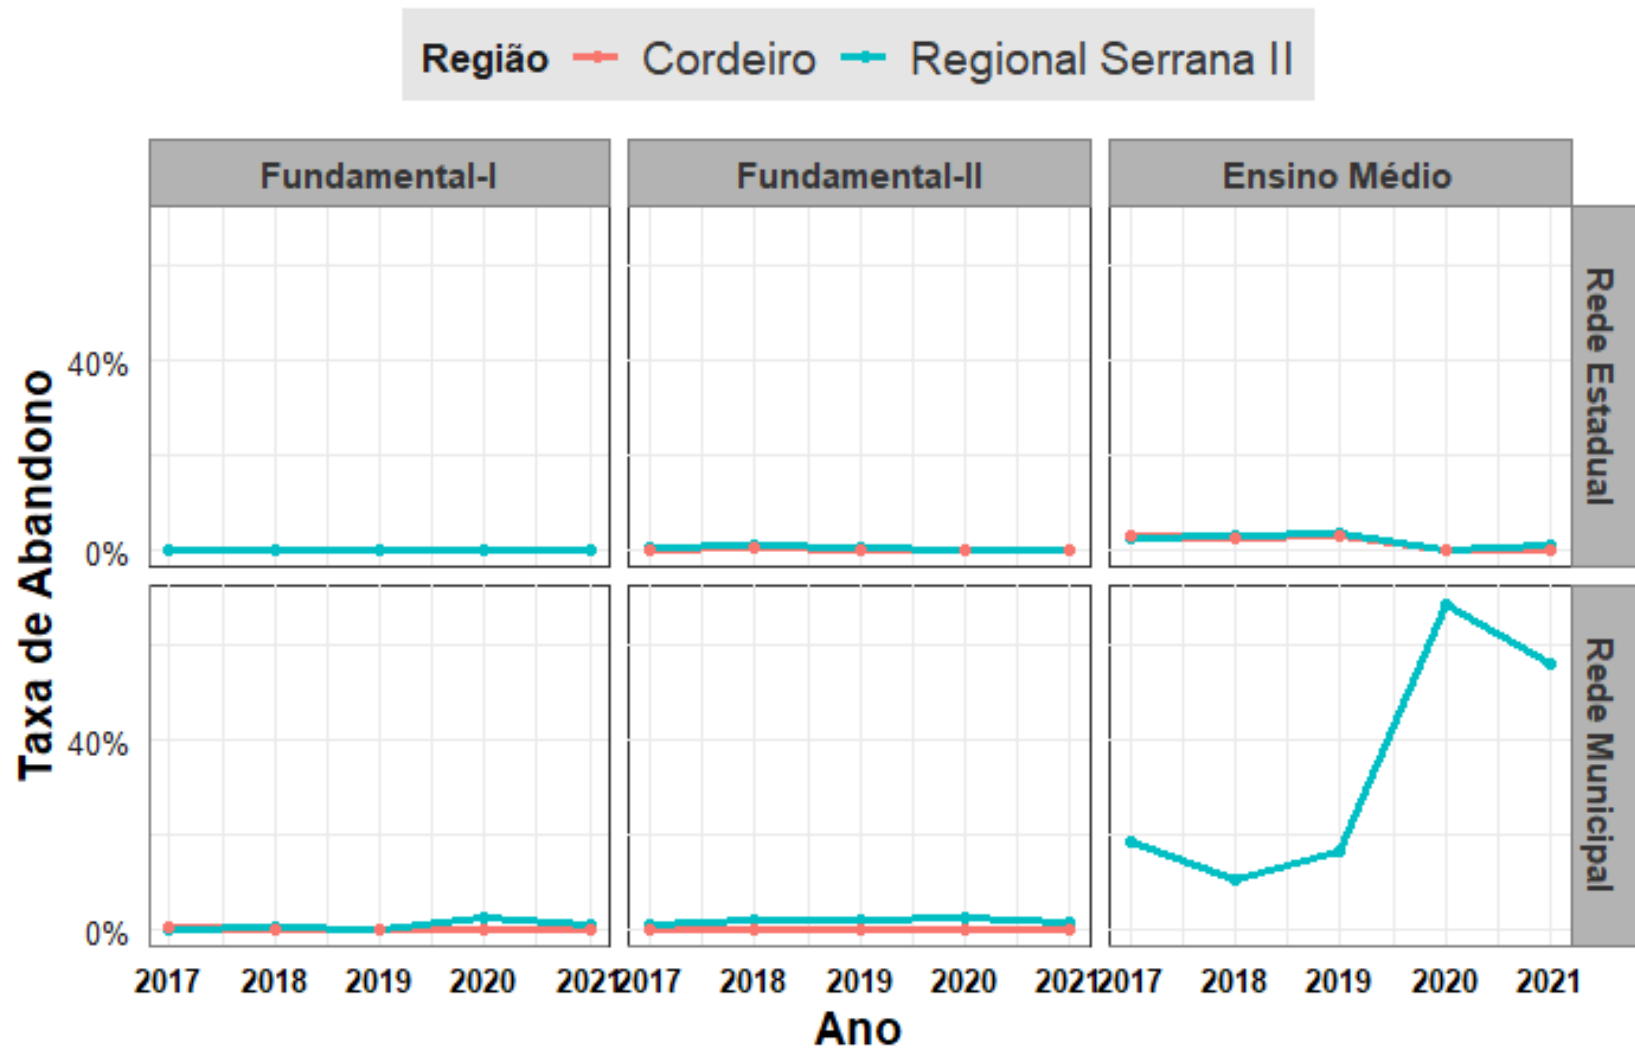 Região Cordeiro Regional Serrana II
Fundamental-I Fundamental-II Ensino Médio
Rede Estadual
40%
0%
Taxa de Abandono
Rede Municipal
40%
0%
2017 2018 2019 2020 2021 2017 2018 2019 2020 2021 2017 2018 2019 2020 2021
Ano